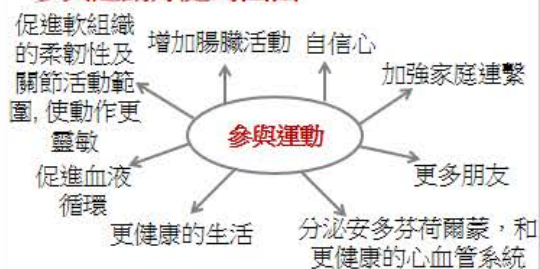 促進軟組織
的柔韌性及
關節活動範
圍, 使動作更
靈敏
增加腸臟活動
自信心
加強家庭連繫
參與運動
促進血液
循環
更多朋友
更健康的生活
分泌安多芬荷爾蒙，和
更健康的心血管系統